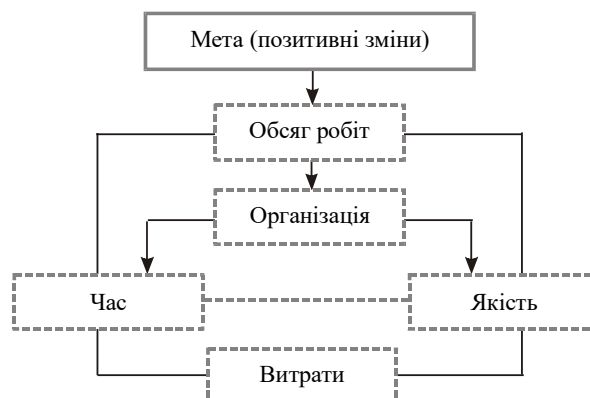 Мета (позитивні зміни)
Обсяг робіт
Організація
Час
Якість
Витрати